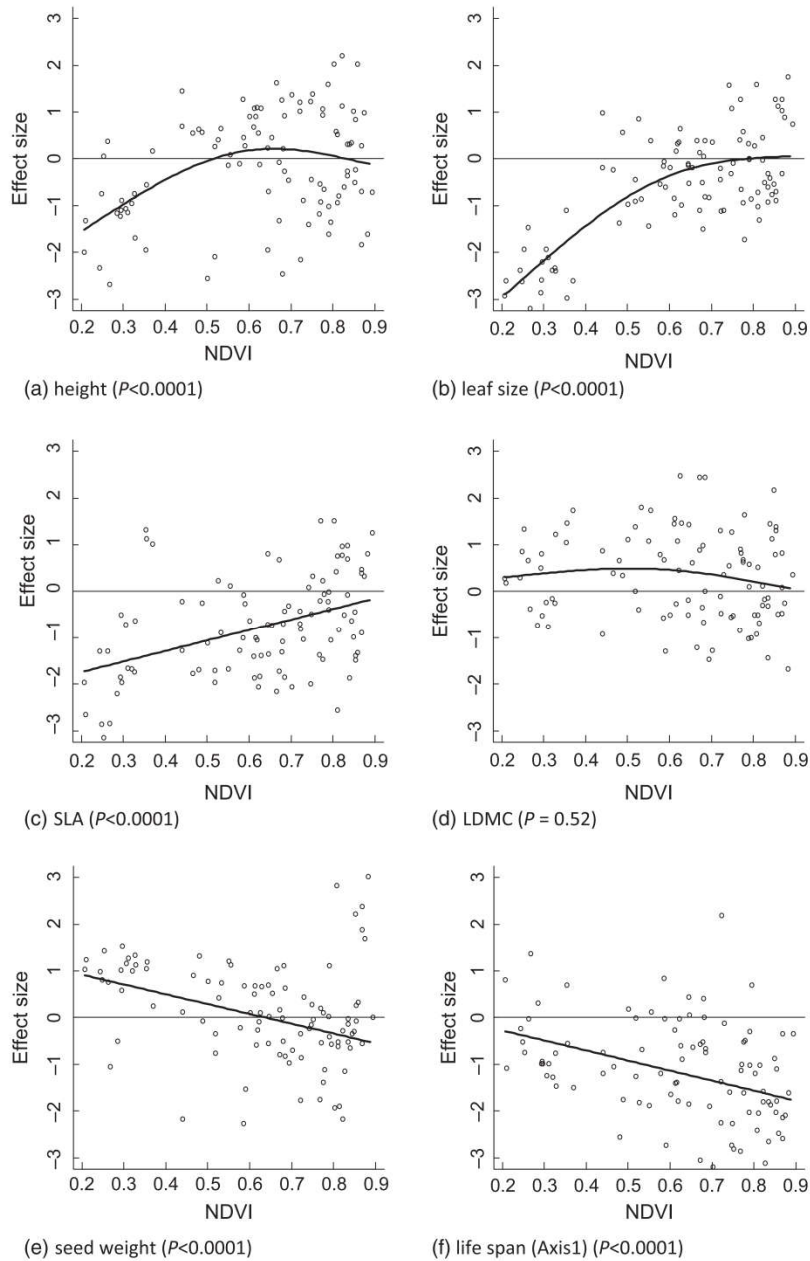 3
2
1
0
−1
−2
−3
Effect size
0.2 0.3 0.4 0.5 0.6 0.7 0.8 0.9
NDVI
(a) height (P<0.0001)
3
2
1
0
−1
−2
−3
Effect size
0.2 0.3 0.4 0.5 0.6 0.7 0.8 0.9
NDVI
(b) leaf size (P<0.0001)
3
2
1
0
−1
−2
−3
Effect size
0.2 0.3 0.4 0.5 0.6 0.7 0.8 0.9
NDVI
(c) SLA (P<0.0001)
3
2
1
0
−1
−2
−3
Effect size
0.2 0.3 0.4 0.5 0.6 0.7 0.8 0.9
NDVI
(d) LDMC (P = 0.52)
3
2
1
0
−1
−2
−3
Effect size
0.2 0.3 0.4 0.5 0.6 0.7 0.8 0.9
NDVI
(e) seed weight (P<0.0001)
3
2
1
0
−1
−2
−3
Effect size
0.2 0.3 0.4 0.5 0.6 0.7 0.8 0.9
NDVI
(f) life span (Axis1) (P<0.0001)